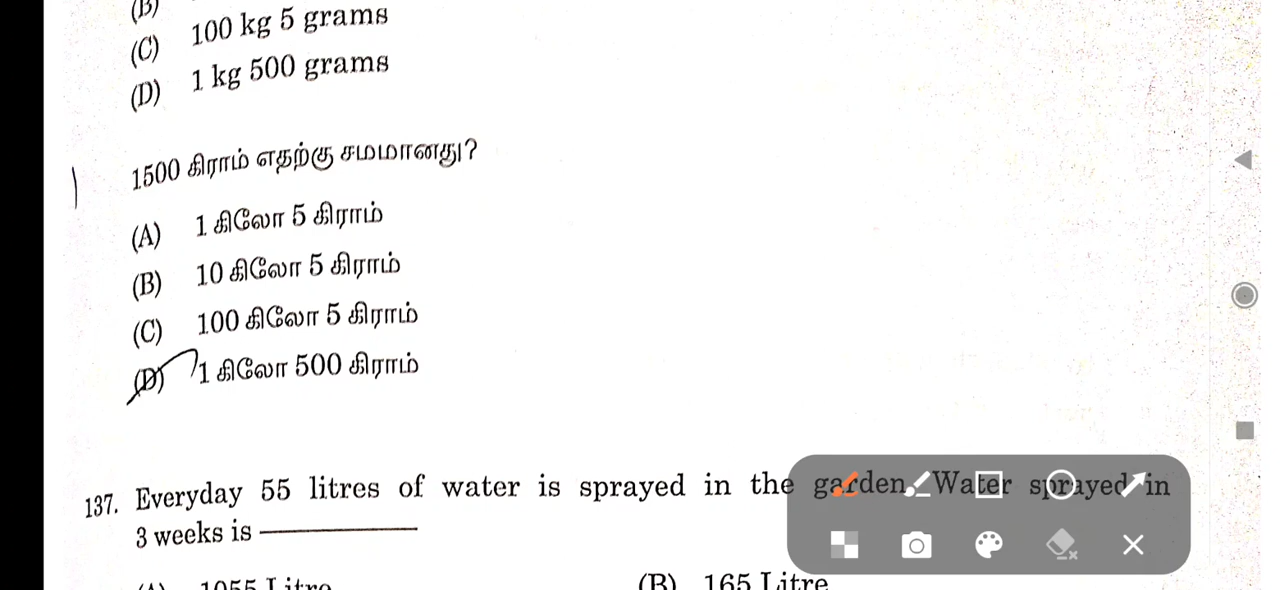 (B)
(C) 100 kg 5 grams
(D) 1 kg 500 grams
1500 கிராம் எதற்கு சமமானது?
(A) 1 கிலோ 5 கிராம்
(B) 10 கிலோ 5 கிராம்
(C) 100 கிலோ 5 கிராம்
(D) 1 கிலோ 500 கிராம்
137. Everyday 55 litres of water is sprayed in the garden. Water sprayed in
3 weeks is
(A) 1055 Litre (B) 165 Litre